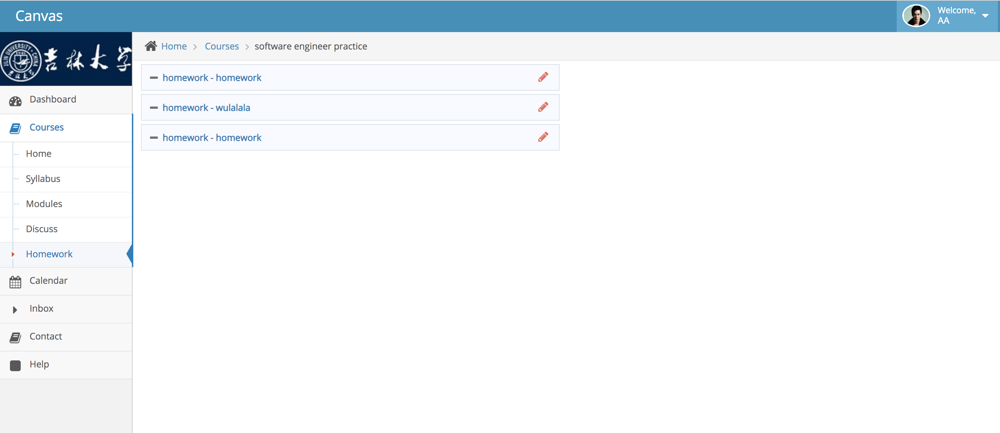 Canvas
Welcome,
AA
JILIN UNIVERSITY · CHINA
1946
吉林大学
吉林大学
Home
Courses
software engineer practice
homework - homework
homework - wulalala
homework - homework
Dashboard
Courses
Home
Syllabus
Modules
Discuss
Homework
Calendar
Inbox
Contact
Help